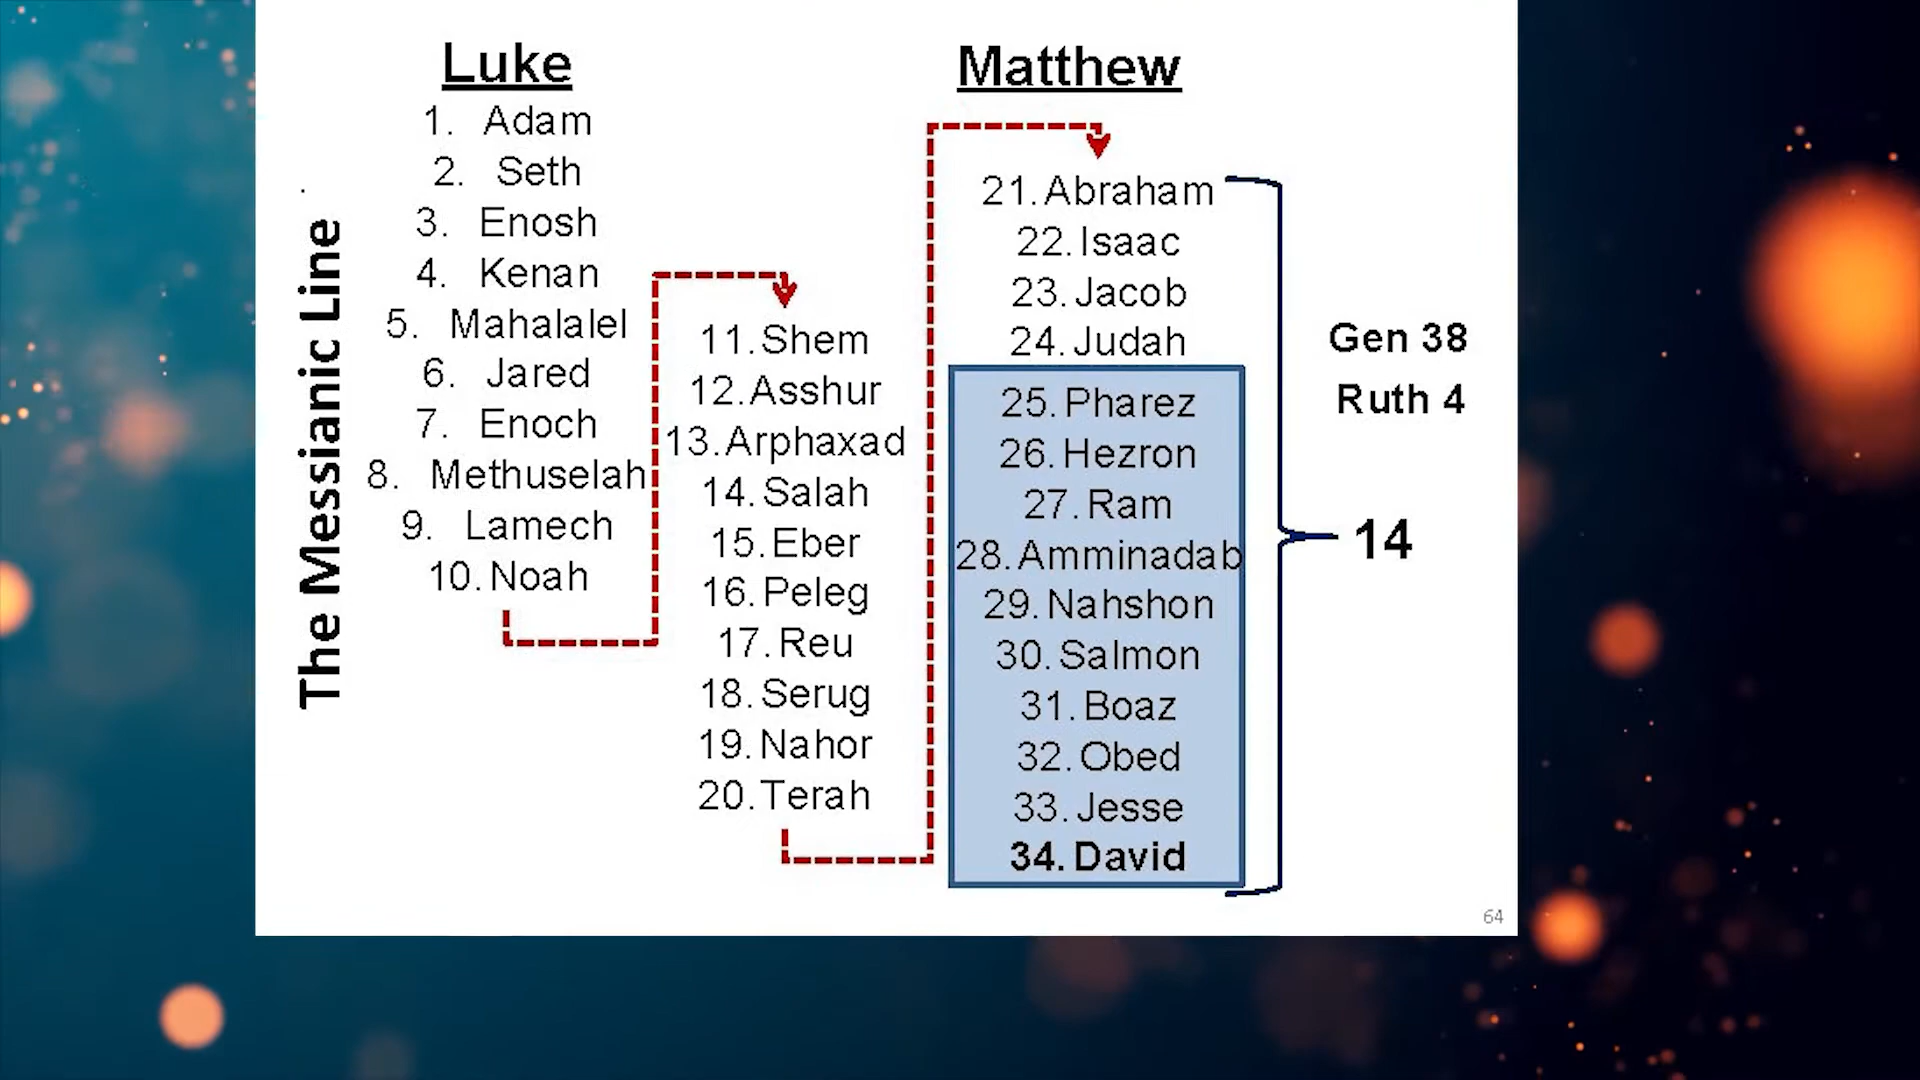 The Messianic Line
Luke
1. Adam
2. Seth
3. Enosh
4. Kenan
5. Mahalalel
6. Jared
7. Enoch
8. Methuselah
9. Lamech
10. Noah
11. Shem
12. Asshur
13. Arphaxad
14. Salah
15. Eber
16. Peleg
17. Reu
18. Serug
19. Nahor
20. Terah
Matthew
21. Abraham
22. Isaac
23. Jacob
24. Judah
25. Pharez
26. Hezron
27. Ram
28. Amminadab
29. Nahshon
30. Salmon
31. Boaz
32. Obed
33. Jesse
34. David
Gen 38
Ruth 4
14
64